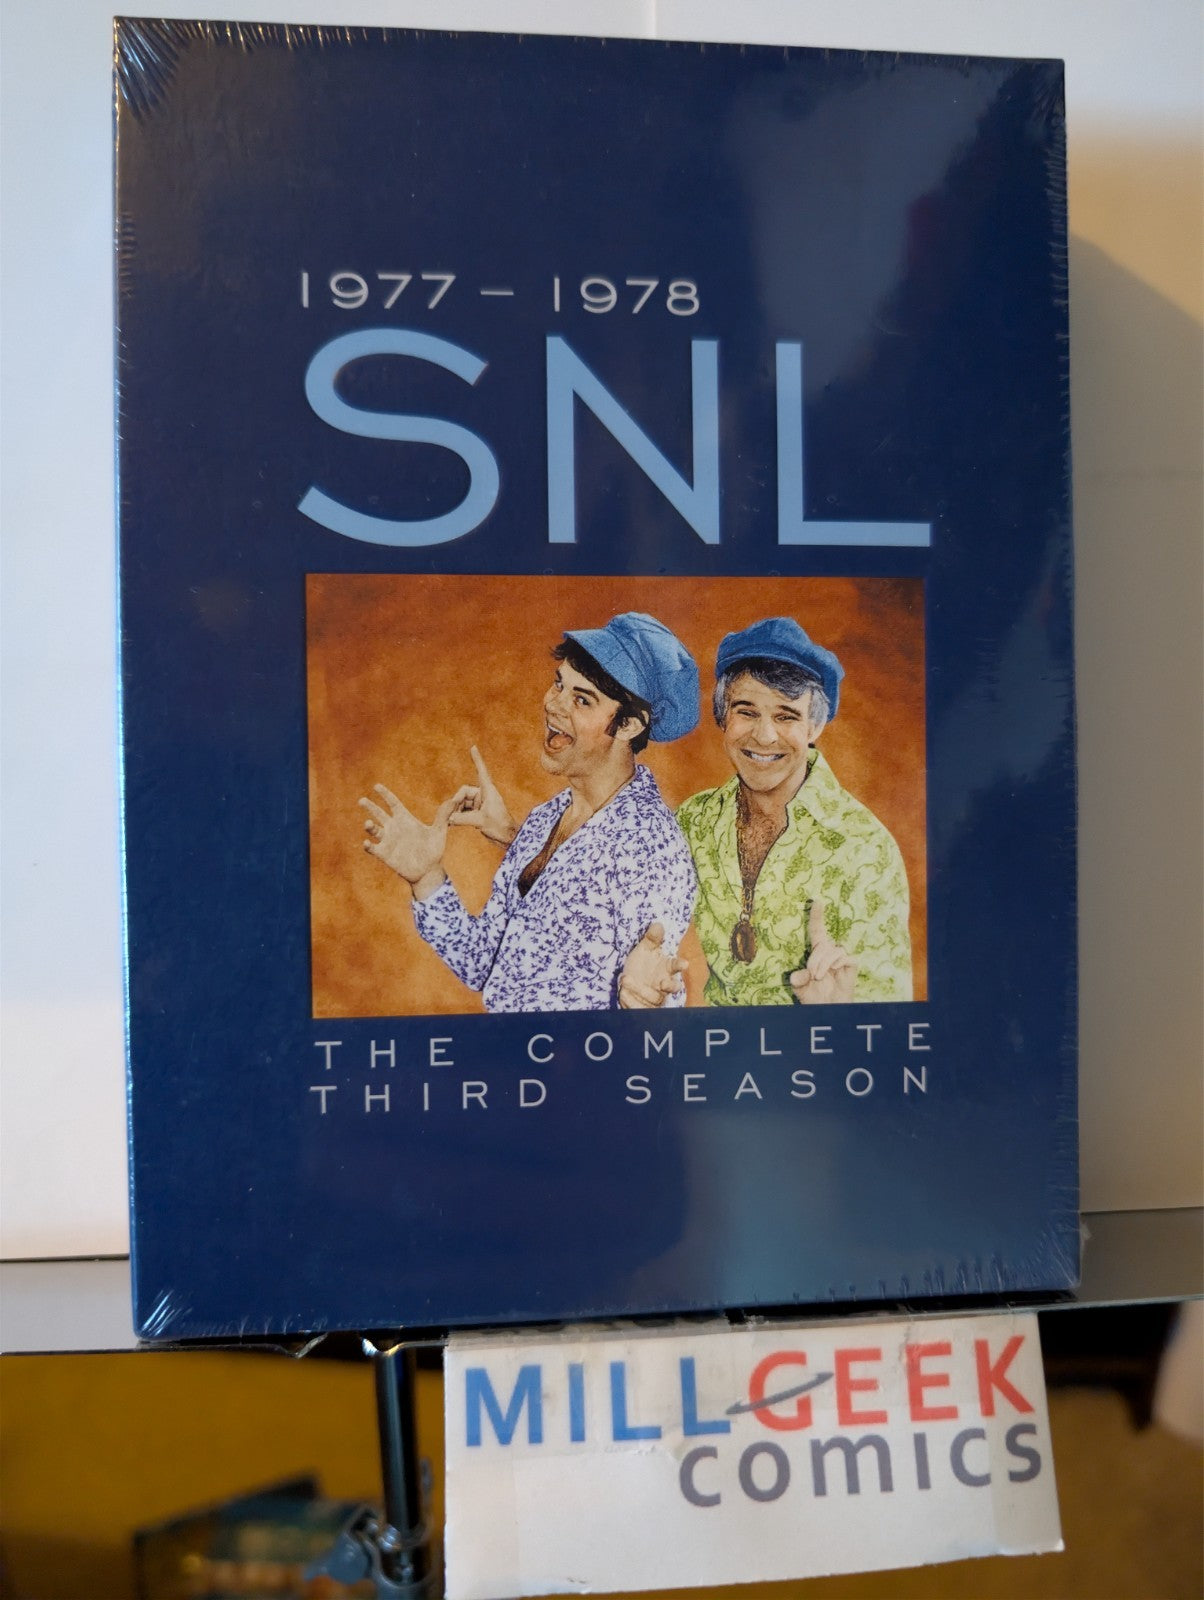 1977 – 1978
SNL
THE COMPLETE
THIRD SEASON
MILLGEEK
comics